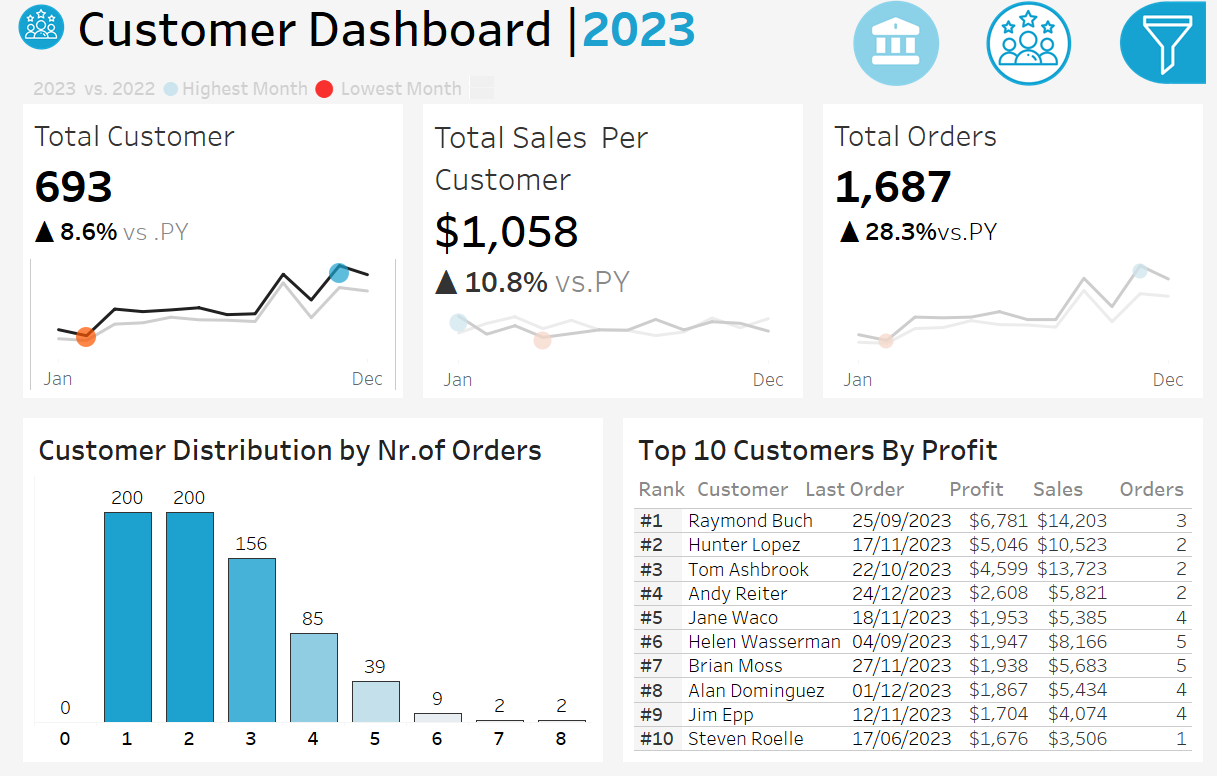 Customer Dashboard |2023
2023 vs. 2022 Highest Month Lowest Month
Total Customer
693
▲ 8.6% vs .PY
Jan Dec
Total Sales Per
Customer
$1,058
▲ 10.8% vs.PY
Jan Dec
Total Orders
1,687
▲ 28.3%vs.PY
Jan Dec
Customer Distribution by Nr.of Orders
0 200 200 156 85 39 9 2 2
0 1 2 3 4 5 6 7 8
Top 10 Customers By Profit
Rank Customer Last Order Profit Sales Orders
#1 Raymond Buch 25/09/2023 $6,781 $14,203 3
#2 Hunter Lopez 17/11/2023 $5,046 $10,523 2
#3 Tom Ashbrook 22/10/2023 $4,599 $13,723 2
#4 Andy Reiter 24/12/2023 $2,608 $5,821 2
#5 Jane Waco 18/11/2023 $1,953 $5,385 4
#6 Helen Wasserman 04/09/2023 $1,947 $8,166 5
#7 Brian Moss 27/11/2023 $1,938 $5,683 5
#8 Alan Dominguez 01/12/2023 $1,867 $5,434 4
#9 Jim Epp 12/11/2023 $1,704 $4,074 4
#10 Steven Roelle 17/06/2023 $1,676 $3,506 1